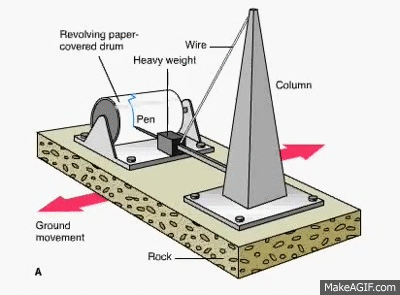 Revolving paper-
covered drum
Wire
Heavy weight
Column
Pen
Ground
movement
Rock
A
MakeAGIF.com